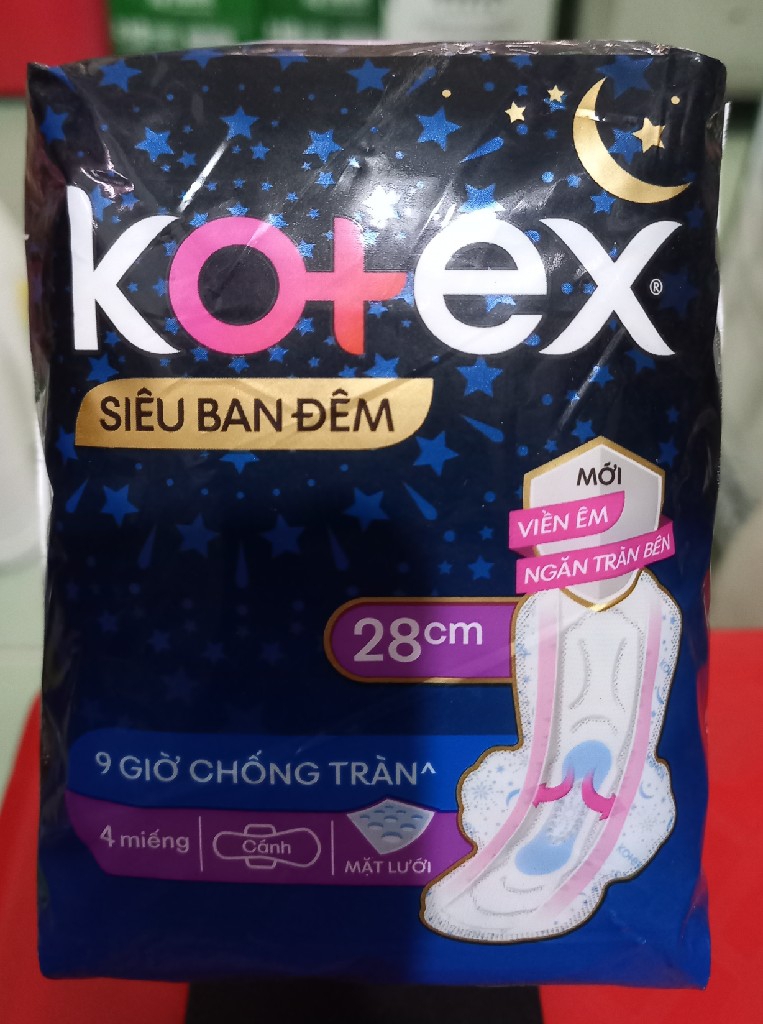 kotex®
SIÊU BAN ĐÊM
MỚI
VIỀN ÊM
NGĂN TRÀN BÊN
28cm
9 GIỜ CHỐNG TRÀN^
4 miếng
Cánh
MẶT LƯỚI